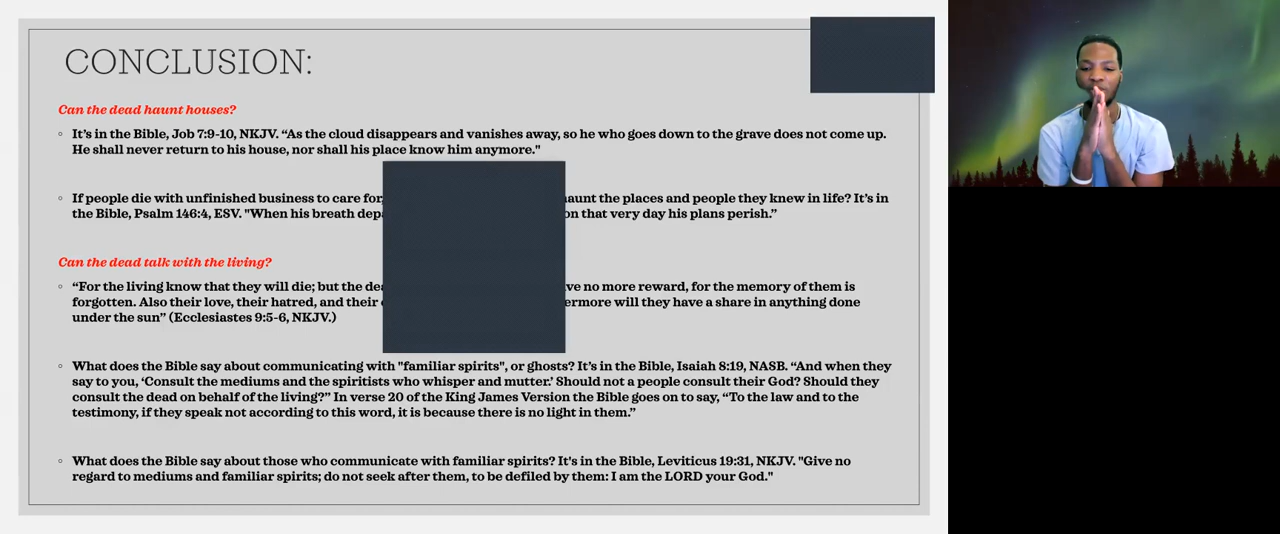 CONCLUSION:
Can the dead haunt houses?
It’s in the Bible, Job 7:9-10, NKJV. “As the cloud disappears and vanishes away, so he who goes down to the grave does not come up.
He shall never return to his house, nor shall his place know him anymore."
If people die with unfinished business to care for, haunt the places and people they knew in life? It’s in
the Bible, Psalm 146:4, ESV. "When his breath on that very day his plans perish.”
Can the dead talk with the living?
“For the living know that they will die; but the no more reward, for the memory of them is
forgotten. Also their love, their hatred, and their will they have a share in anything done
under the sun” (Ecclesiastes 9:5-6, NKJV.)
What does the Bible say about communicating with "familiar spirits", or ghosts? It’s in the Bible, Isaiah 8:19, NASB. “And when they
say to you, ‘Consult the mediums and the spiritists who whisper and mutter.’ Should not a people consult their God? Should they
consult the dead on behalf of the living?” In verse 20 of the King James Version the Bible goes on to say, “To the law and to the
testimony, if they speak not according to this word, it is because there is no light in them.”
What does the Bible say about those who communicate with familiar spirits? It's in the Bible, Leviticus 19:31, NKJV. "Give no
regard to mediums and familiar spirits; do not seek after them, to be defiled by them: I am the LORD your God."